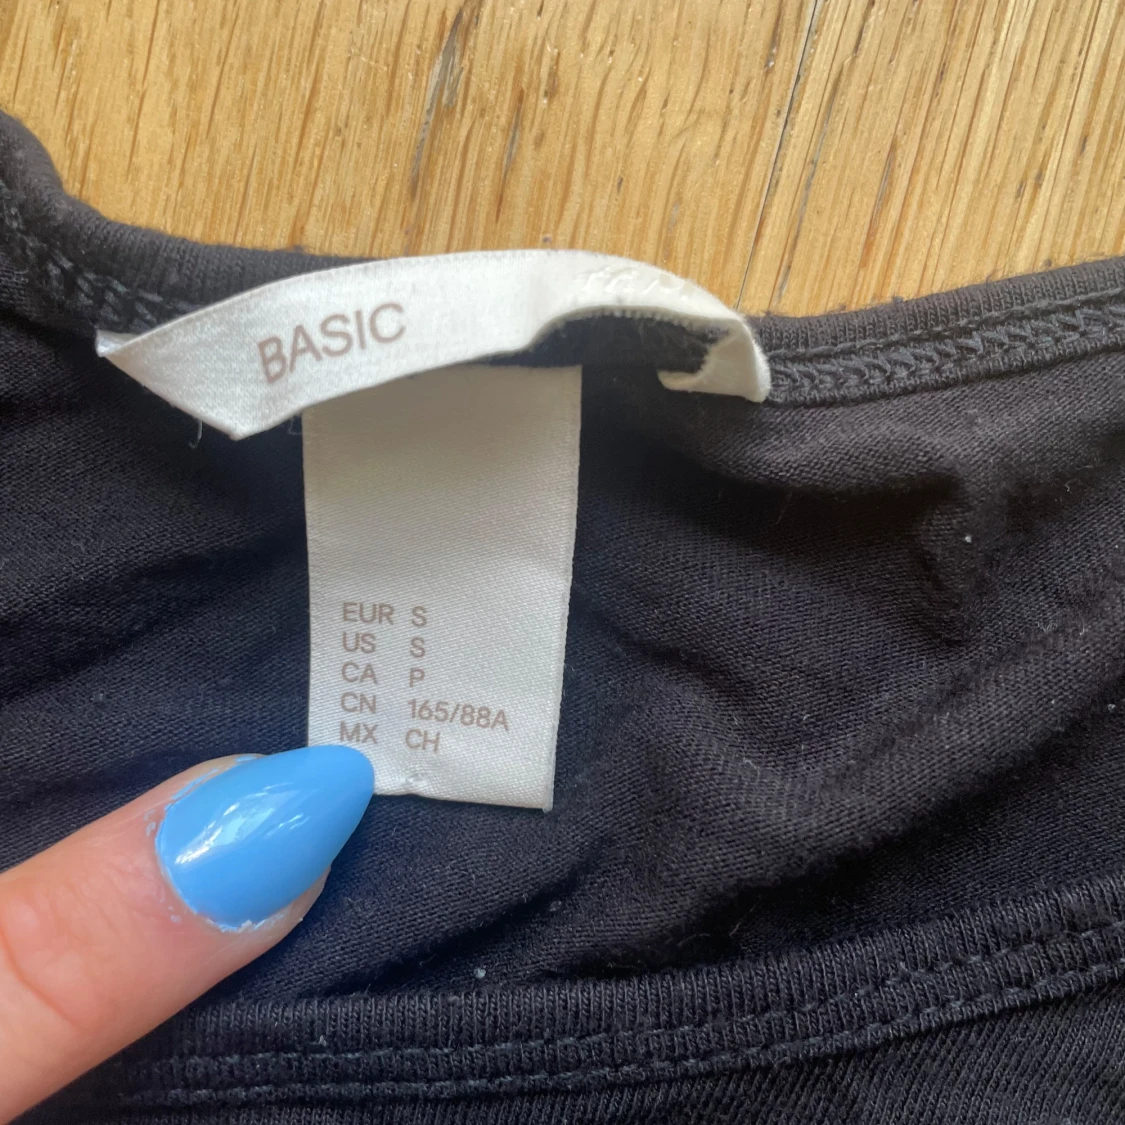 BASIC
EUR S
US S
CA P
CN 165/88A
MX CH